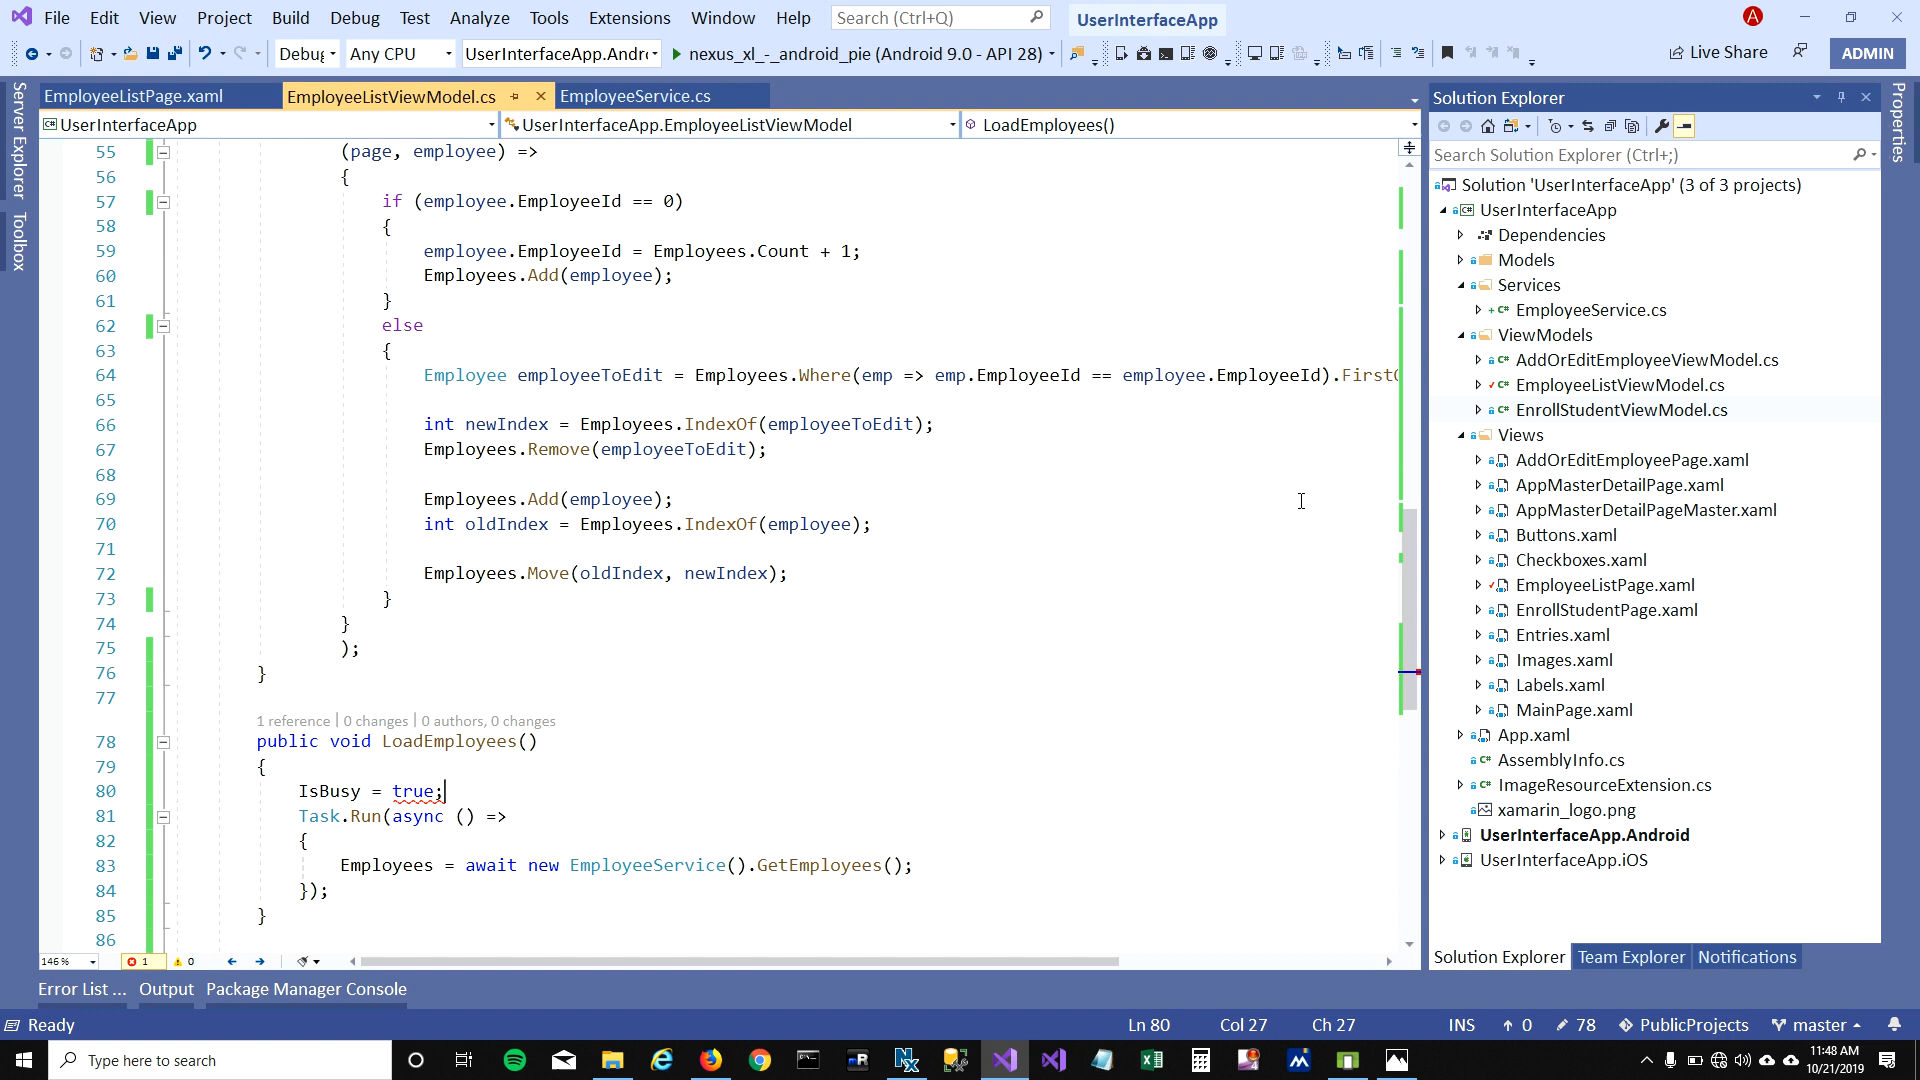 File Edit View Project Build Debug Test Analyze Tools Extensions Window Help Search (Ctrl+Q) UserInterfaceApp A
Debug Any CPU UserInterfaceApp.Andr nexus_xl_-_android_pie (Android 9.0 - API 28) Live Share ADMIN
Server Explorer
Toolbox
EmployeeListPage.xaml EmployeeListViewModel.cs EmployeeService.cs
UserInterfaceApp UserInterfaceApp.EmployeeListViewModel LoadEmployees()
55 (page, employee) =>
56 {
57 if (employee.EmployeeId == 0)
58 {
59 employee.EmployeeId = Employees.Count + 1;
60 Employees.Add(employee);
61 }
62 else
63 {
64 Employee employeeToEdit = Employees.Where(emp => emp.EmployeeId == employee.EmployeeId).First
65
66 int newIndex = Employees.IndexOf(employeeToEdit);
67 Employees.Remove(employeeToEdit);
68
69 Employees.Add(employee);
70 int oldIndex = Employees.IndexOf(employee);
71
72 Employees.Move(oldIndex, newIndex);
73 }
74 }
75 );
76 }
77
1 reference | 0 changes | 0 authors, 0 changes
78 public void LoadEmployees()
79 {
80 IsBusy = true;
81 Task.Run(async () =>
82 {
83 Employees = await new EmployeeService().GetEmployees();
84 });
85 }
86
146 % 1 0
Solution Explorer
Search Solution Explorer (Ctrl+;)
Solution 'UserInterfaceApp' (3 of 3 projects)
UserInterfaceApp
Dependencies
Models
Services
EmployeeService.cs
ViewModels
AddOrEditEmployeeViewModel.cs
EmployeeListViewModel.cs
EnrollStudentViewModel.cs
Views
AddOrEditEmployeePage.xaml
AppMasterDetailPage.xaml
AppMasterDetailPageMaster.xaml
Buttons.xaml
Checkboxes.xaml
EmployeeListPage.xaml
EnrollStudentPage.xaml
Entries.xaml
Images.xaml
Labels.xaml
MainPage.xaml
App.xaml
AssemblyInfo.cs
ImageResourceExtension.cs
xamarin_logo.png
UserInterfaceApp.Android
UserInterfaceApp.iOS
Solution Explorer Team Explorer Notifications
Properties
Error List ... Output Package Manager Console
Ready Ln 80 Col 27 Ch 27 INS 0 78 PublicProjects master
Type here to search 11:48 AM
10/21/2019